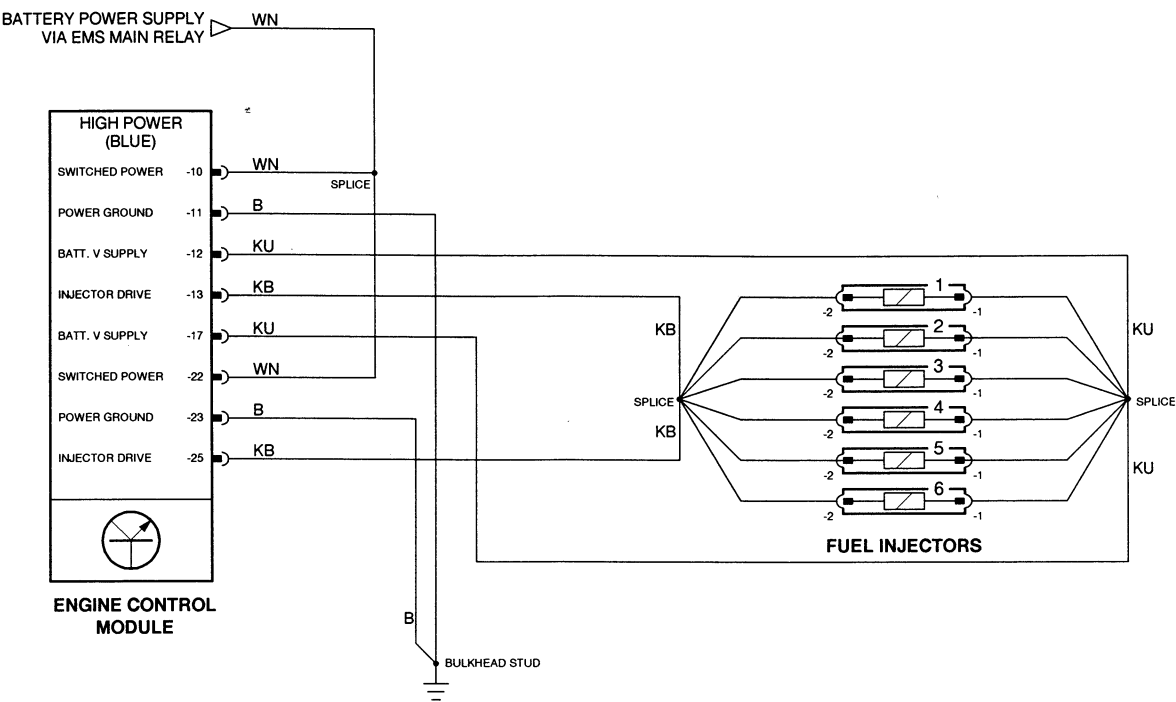 BATTERY POWER SUPPLY
VIA EMS MAIN RELAY
WN
HIGH POWER
(BLUE)
SWITCHED POWER -10 WN
SPLICE
POWER GROUND -11 B
BATT. V SUPPLY -12 KU
INJECTOR DRIVE -13 KB
BATT. V SUPPLY -17 KU
SWITCHED POWER -22 WN
POWER GROUND -23 B
INJECTOR DRIVE -25 KB
ENGINE CONTROL
MODULE
B
BULKHEAD STUD
KB
SPLICE
KB
1
-2 -1
2
-2 -1
3
-2 -1
4
-2 -1
5
-2 -1
6
-2 -1
FUEL INJECTORS
KU
SPLICE
KU